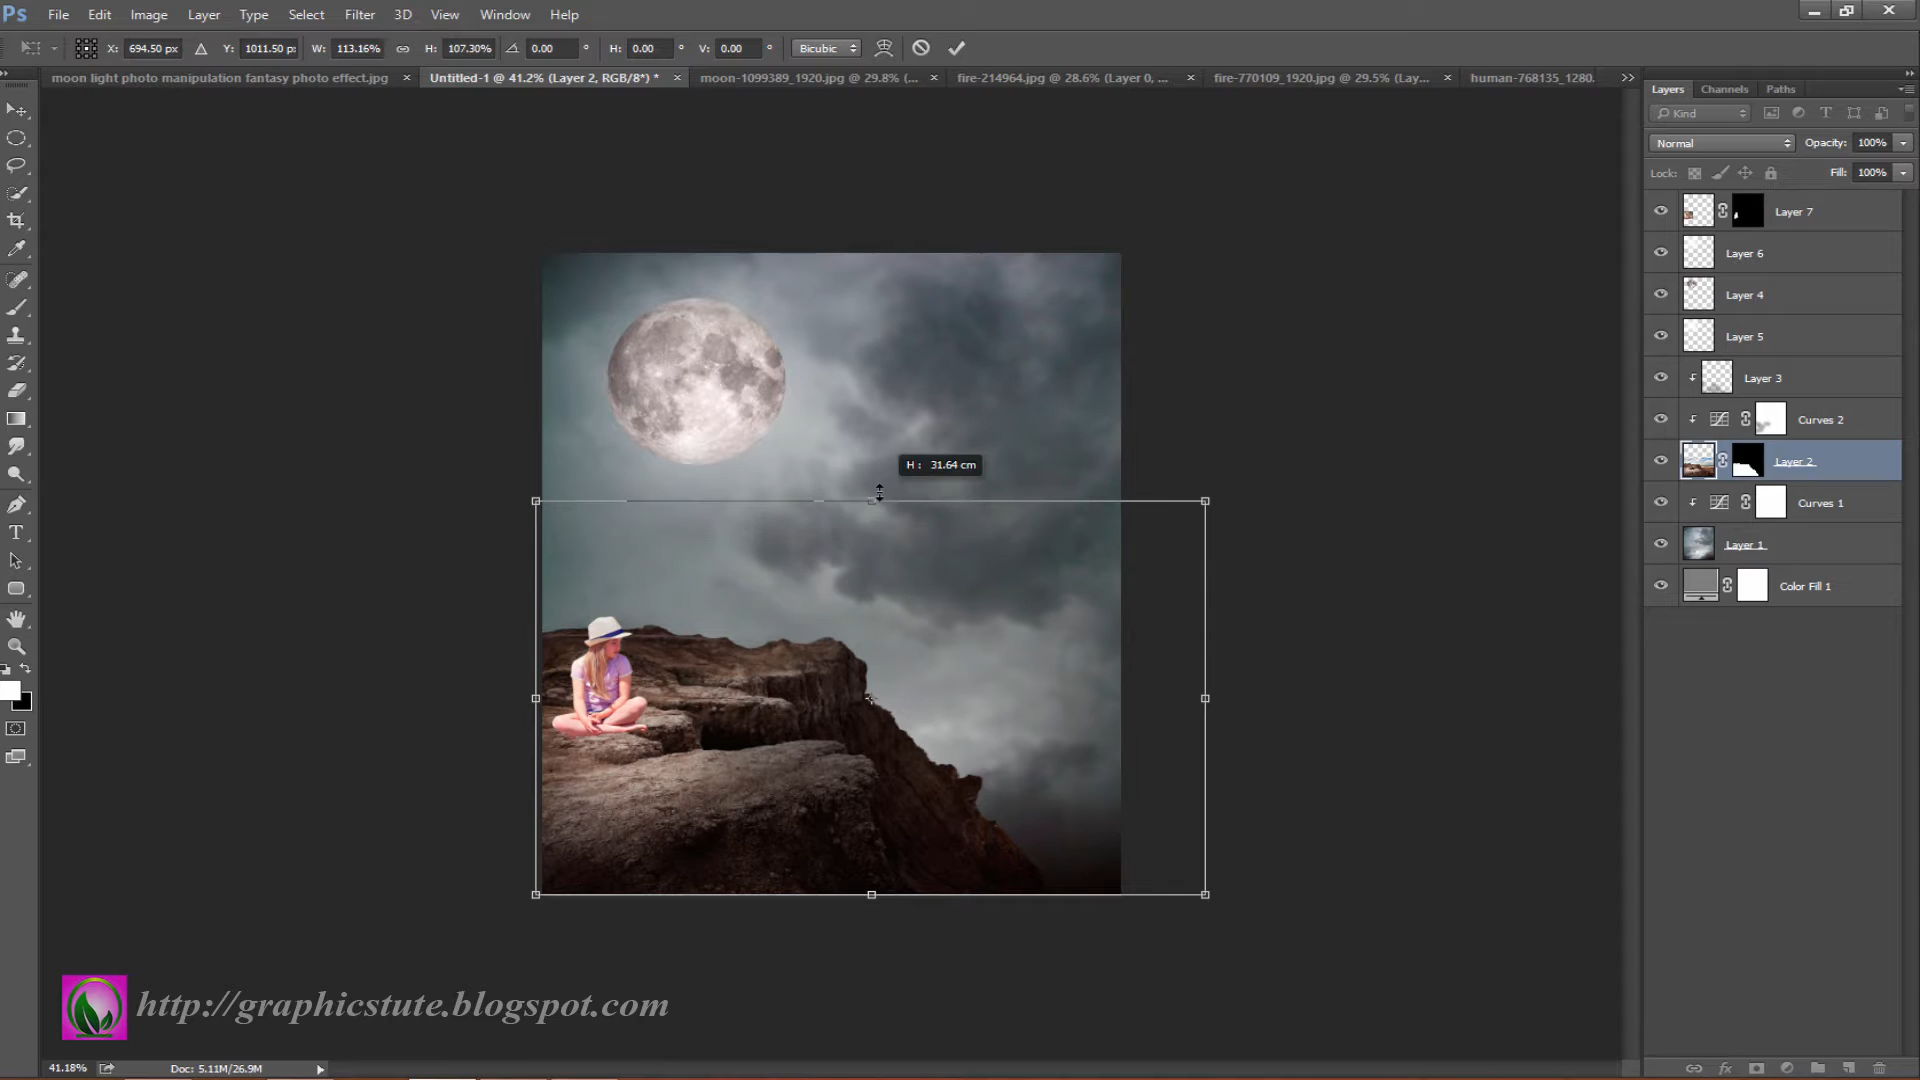 Ps File Edit Image Layer Type Select Filter 3D View Window Help
X: 694.50 px Y: 1011.50 p: W: 113.16% H: 107.30% 0.00 ° H: 0.00 ° V: 0.00 ° Bicubic
moon light photo manipulation fantasy photo effect.jpg × Untitled-1 @ 41.2% (Layer 2, RGB/8*) * × moon-1099389_1920.jpg @ 29.8% (... × fire-214964.jpg @ 28.6% (Layer 0, ... × fire-770109_1920.jpg @ 29.5% (Lay... × human-768135_1280.
Layers Channels Paths
Kind
Normal Opacity: 100%
Lock: Fill: 100%
Layer 7
Layer 6
Layer 4
Layer 5
Layer 3
Curves 2
Layer 2
Curves 1
Layer 1
Color Fill 1
H : 31.64 cm
http://graphicstute.blogspot.com
41.18% Doc: 5.11M/26.9M